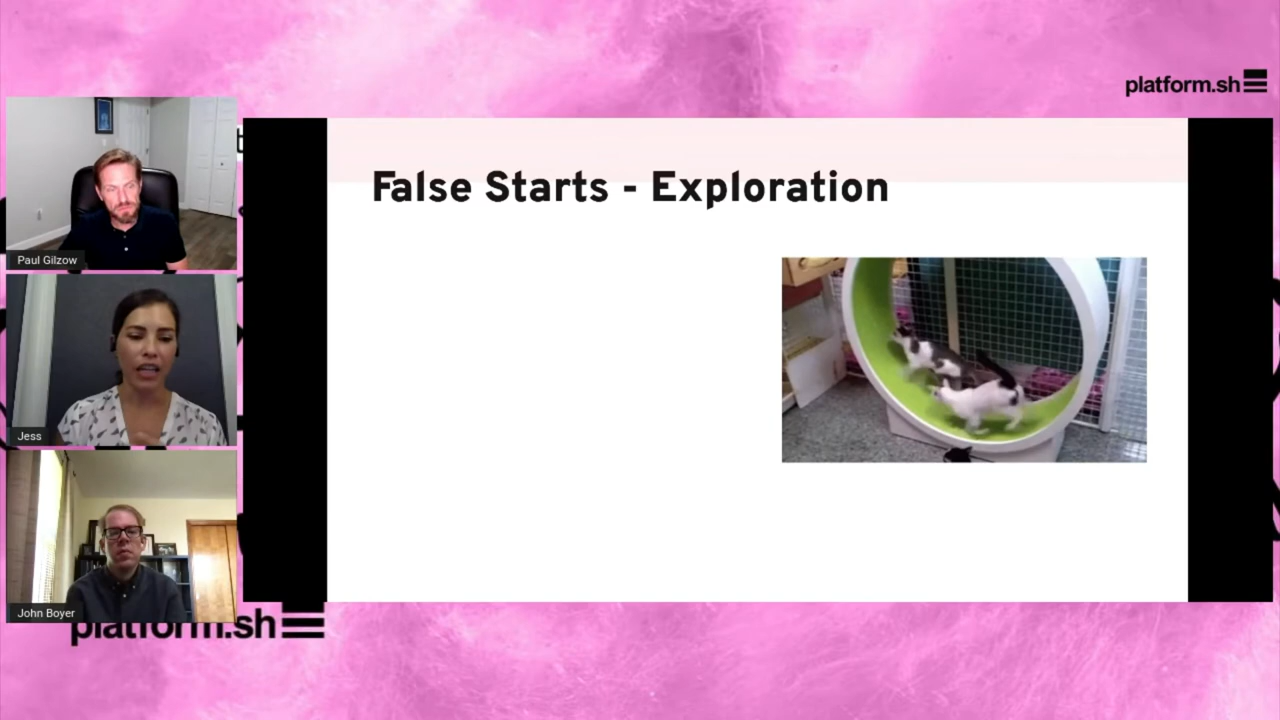 platform.sh
False Starts - Exploration
Paul Gilzow
Jess
John Boyer
platform.sh